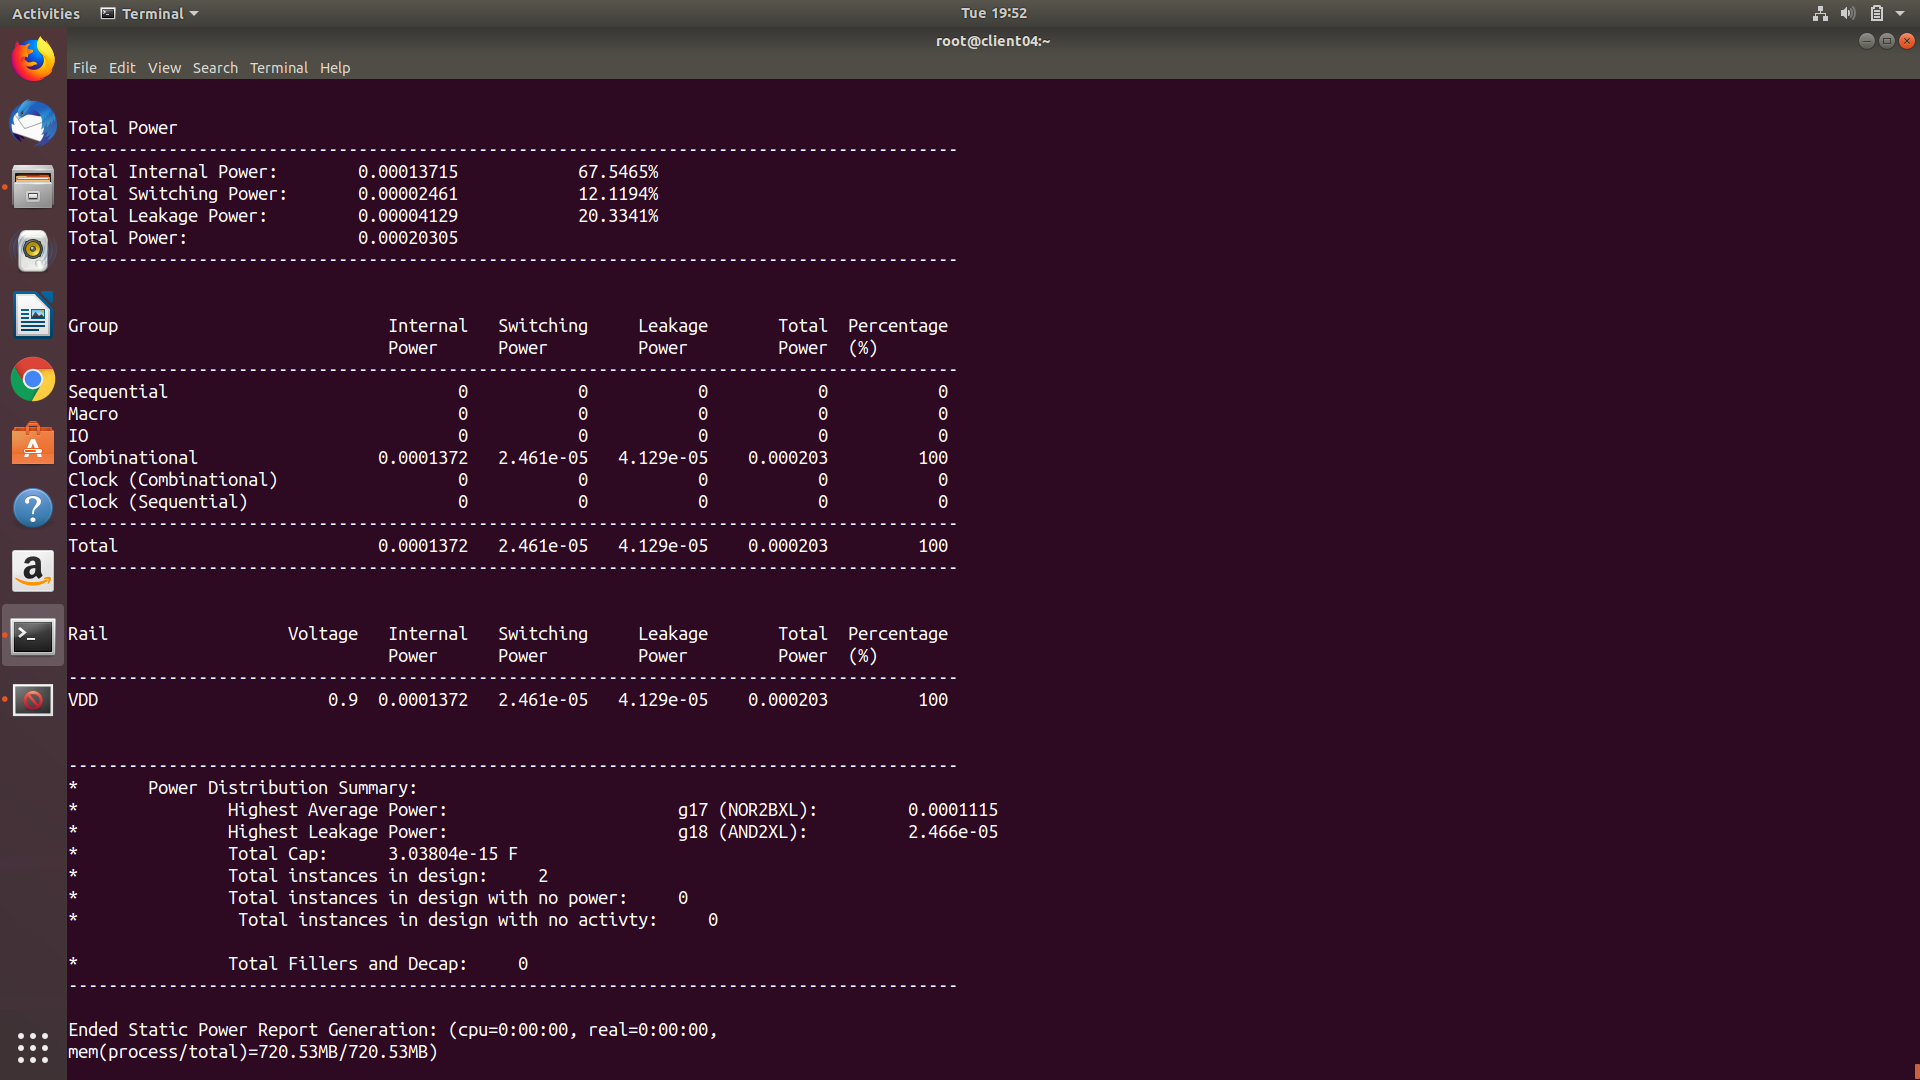 Activities Terminal Tue 19:52
root@client04:~
File Edit View Search Terminal Help
Total Power
-----------------------------------------------------------------------------------------
Total Internal Power: 0.00013715 67.5465%
Total Switching Power: 0.00002461 12.1194%
Total Leakage Power: 0.00004129 20.3341%
Total Power: 0.00020305
-----------------------------------------------------------------------------------------
Group Internal Switching Leakage Total Percentage
Power Power Power Power (%)
-----------------------------------------------------------------------------------------
Sequential 0 0 0 0 0
Macro 0 0 0 0 0
IO 0 0 0 0 0
Combinational 0.0001372 2.461e-05 4.129e-05 0.000203 100
Clock (Combinational) 0 0 0 0 0
Clock (Sequential) 0 0 0 0 0
-----------------------------------------------------------------------------------------
Total 0.0001372 2.461e-05 4.129e-05 0.000203 100
-----------------------------------------------------------------------------------------
Rail Voltage Internal Switching Leakage Total Percentage
Power Power Power Power (%)
-----------------------------------------------------------------------------------------
VDD 0.9 0.0001372 2.461e-05 4.129e-05 0.000203 100
-----------------------------------------------------------------------------------------
* Power Distribution Summary:
* Highest Average Power: g17 (NOR2BXL): 0.0001115
* Highest Leakage Power: g18 (AND2XL): 2.466e-05
* Total Cap: 3.03804e-15 F
* Total instances in design: 2
* Total instances in design with no power: 0
* Total instances in design with no activty: 0
* Total Fillers and Decap: 0
-----------------------------------------------------------------------------------------
Ended Static Power Report Generation: (cpu=0:00:00, real=0:00:00,
mem(process/total)=720.53MB/720.53MB)